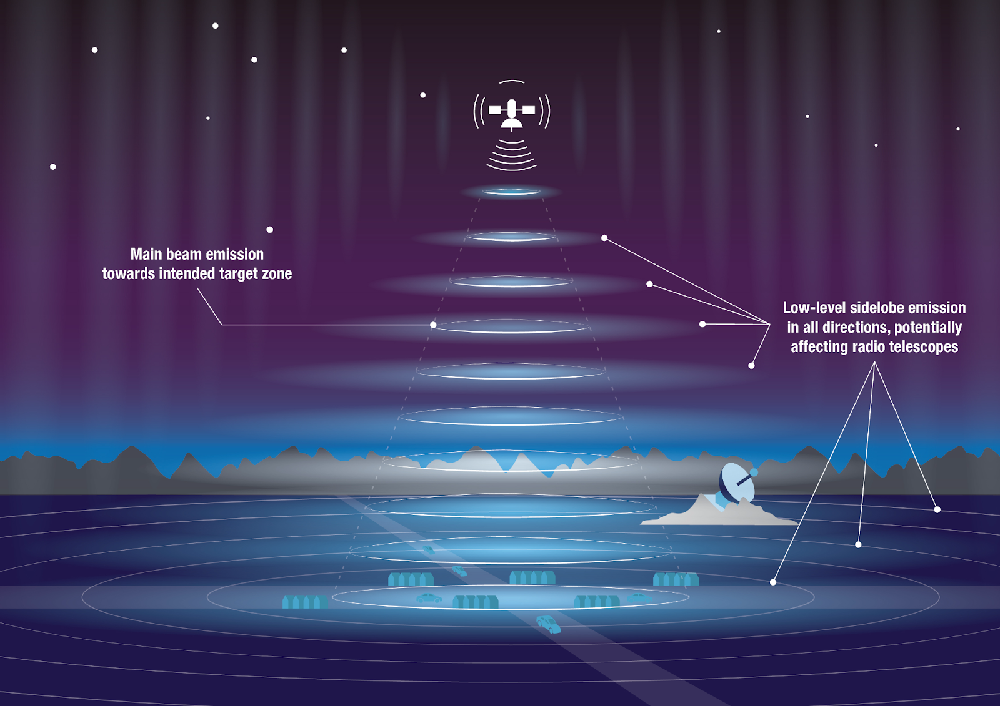 Main beam emission
towards intended target zone
Low-level sidelobe emission
in all directions, potentially
affecting radio telescopes